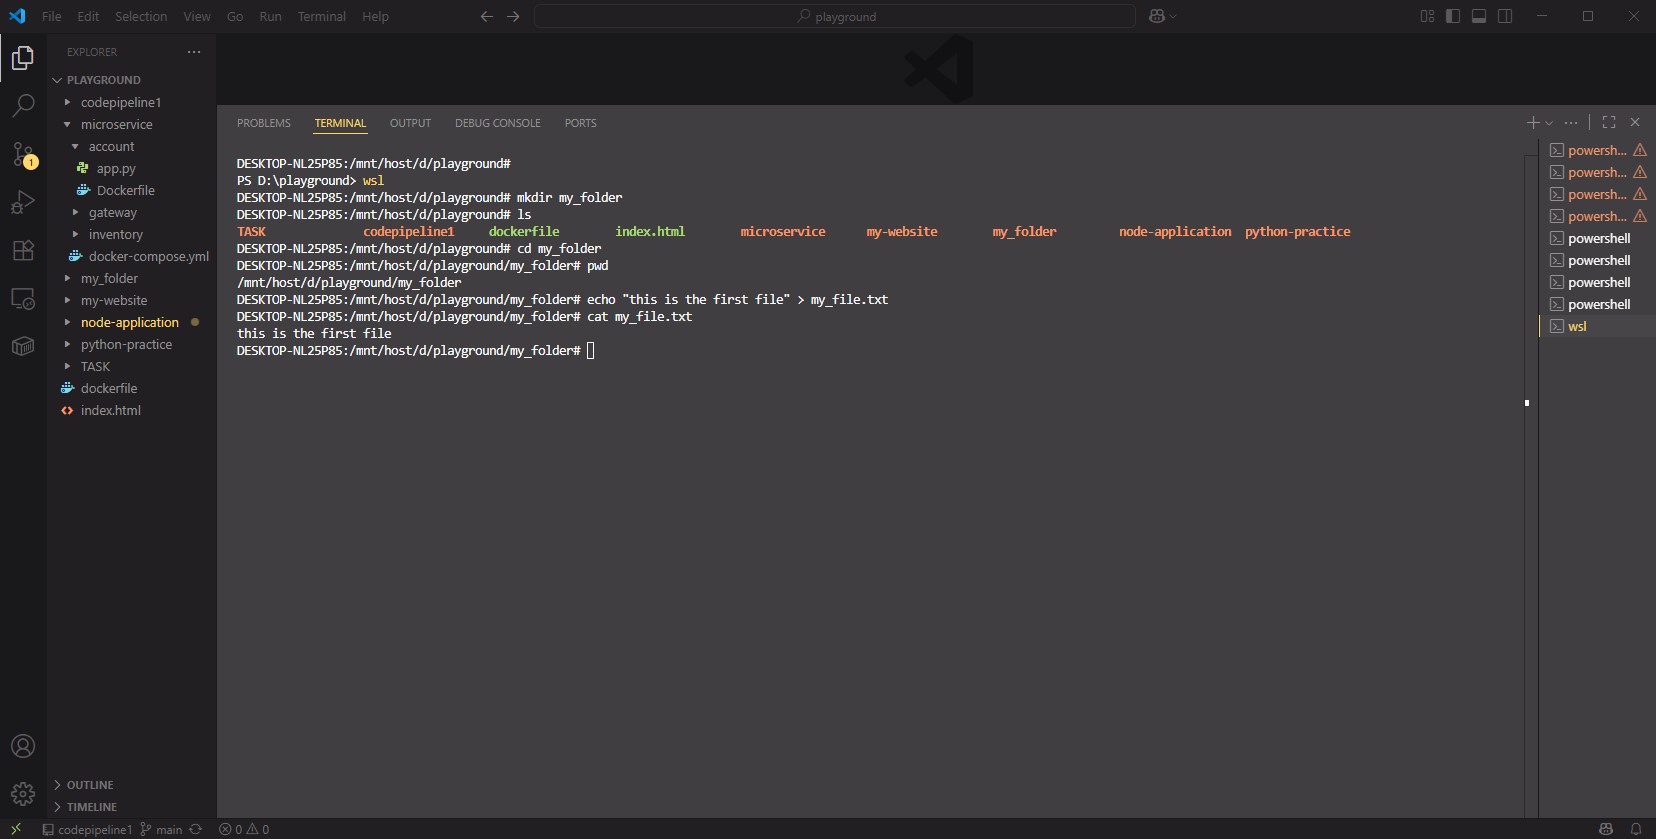 File Edit Selection View Go Run Terminal Help
playground
EXPLORER
PLAYGROUND
codepipeline1
microservice
account
app.py
Dockerfile
gateway
inventory
docker-compose.yml
my_folder
my-website
node-application
python-practice
TASK
dockerfile
index.html
OUTLINE
TIMELINE
1
PROBLEMS TERMINAL OUTPUT DEBUG CONSOLE PORTS
DESKTOP-NL25P85:/mnt/host/d/playground#
PS D:\playground> wsl
DESKTOP-NL25P85:/mnt/host/d/playground# mkdir my_folder
DESKTOP-NL25P85:/mnt/host/d/playground# ls
TASK codepipeline1 dockerfile index.html microservice my-website my_folder node-application python-practice
DESKTOP-NL25P85:/mnt/host/d/playground# cd my_folder
DESKTOP-NL25P85:/mnt/host/d/playground/my_folder# pwd
/mnt/host/d/playground/my_folder
DESKTOP-NL25P85:/mnt/host/d/playground/my_folder# echo "this is the first file" > my_file.txt
DESKTOP-NL25P85:/mnt/host/d/playground/my_folder# cat my_file.txt
this is the first file
DESKTOP-NL25P85:/mnt/host/d/playground/my_folder#
powersh...
powersh...
powersh...
powersh...
powershell
powershell
powershell
powershell
wsl
codepipeline1 main 0 0